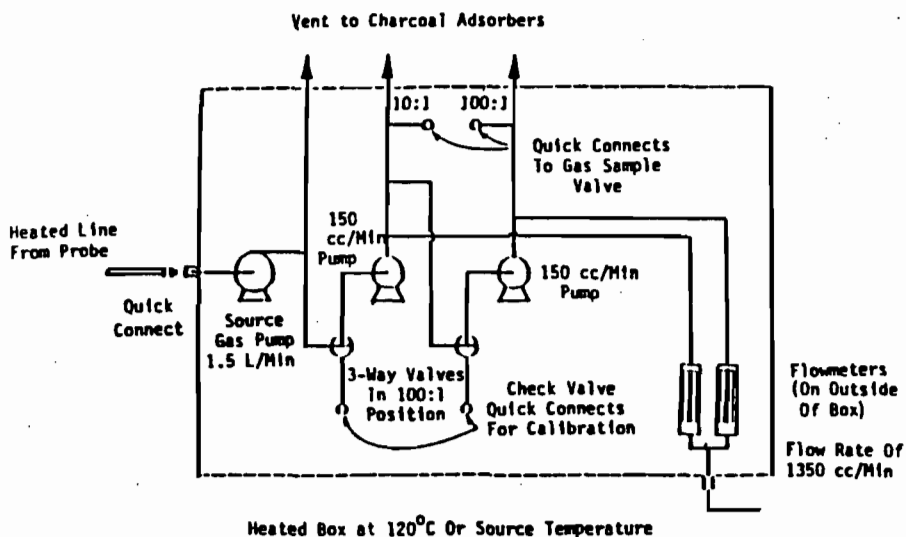 Vent to Charcoal Adsorbers
10:1
100:1
Quick Connects
To Gas Sample
Valve
Heated Line
From Probe
150
cc/Min
Pump
150 cc/Min
Pump
Quick
Connect
Source
Gas Pump
1.5 L/Min
3-Way Valves
In 100:1
Position
Check Valve
Quick Connects
For Calibration
Flowmeters
(On Outside
Of Box)
Flow Rate Of
1350 cc/Min
Heated Box at 120°C Or Source Temperature